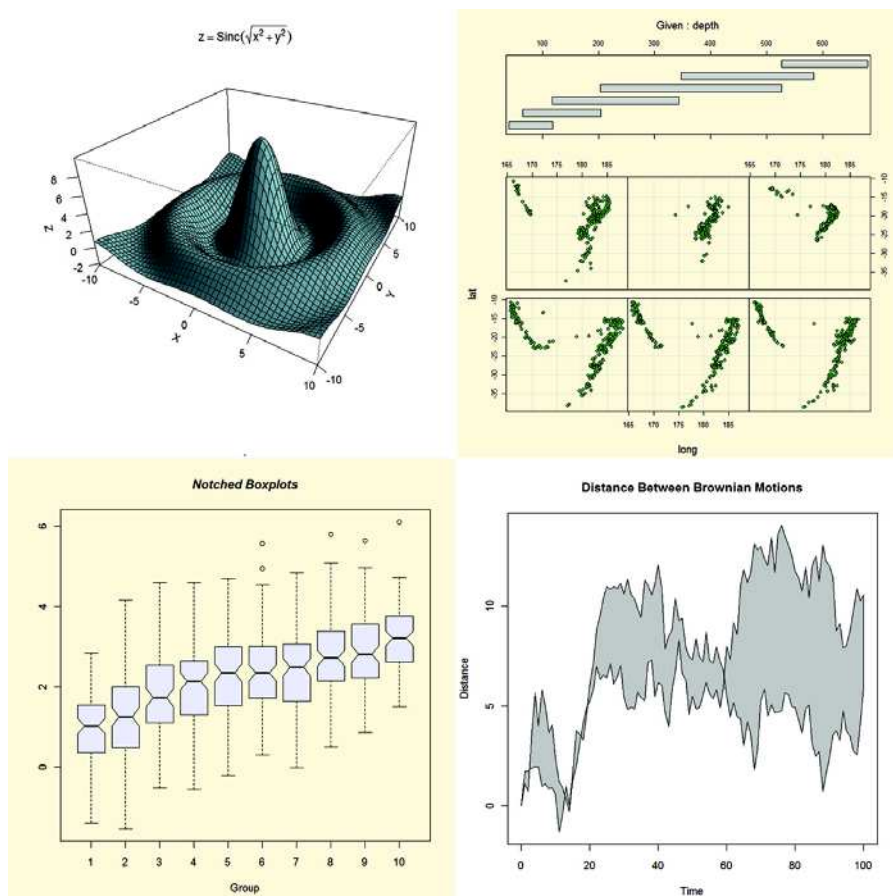 z = Sinc(√x² + y²)
Z
8
6
4
2
0
-2
-10
-5
0
5
10
X
-10
-5
0
5
10
Y
Given : depth
100 200 300 400 500 600
165 170 175 180 185
165 170 175 180 185
-10
-15
-20
-25
-30
-35
lat
-10
-15
-20
-25
-30
-35
165 170 175 180 185
long
Notched Boxplots
6
4
2
0
1 2 3 4 5 6 7 8 9 10
Group
Distance Between Brownian Motions
Distance
10
5
0
0 20 40 60 80 100
Time